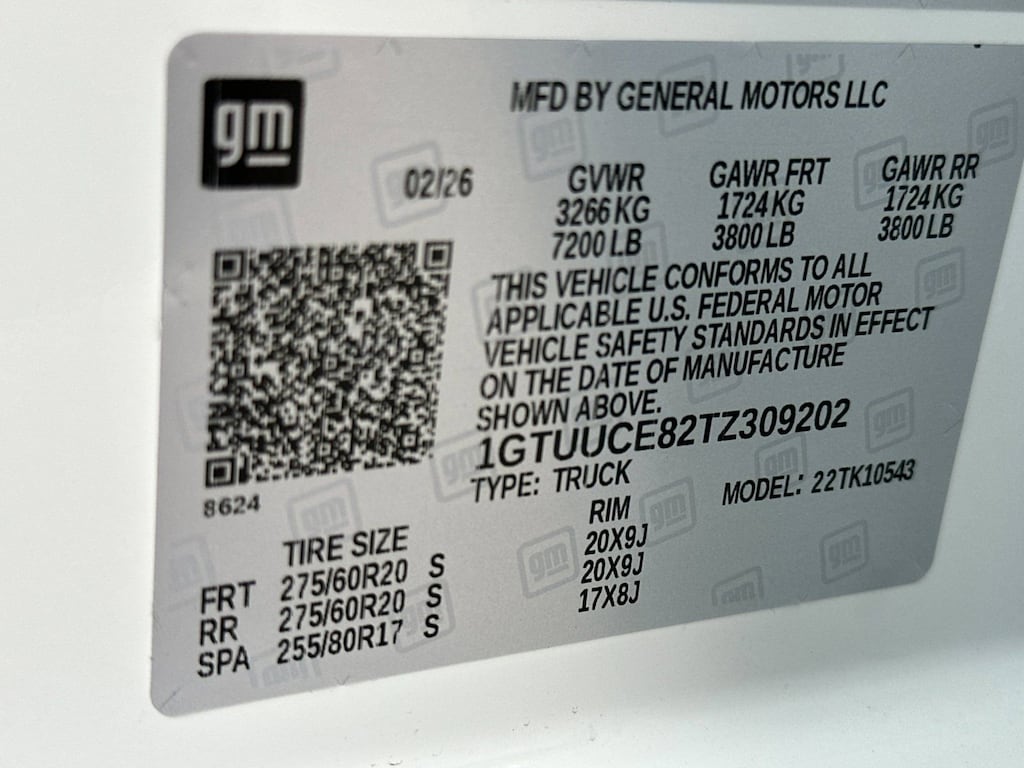 gm
MFD BY GENERAL MOTORS LLC
02/26
GVWR GAWR FRT GAWR RR
3266 KG 1724 KG 1724 KG
7200 LB 3800 LB 3800 LB
THIS VEHICLE CONFORMS TO ALL
APPLICABLE U.S. FEDERAL MOTOR
VEHICLE SAFETY STANDARDS IN EFFECT
ON THE DATE OF MANUFACTURE
SHOWN ABOVE.
1GTUUCE82TZ309202
TYPE: TRUCK MODEL: 22TK10543
8624
TIRE SIZE RIM
FRT 275/60R20 S 20X9J
RR 275/60R20 S 20X9J
SPA 255/80R17 S 17X8J